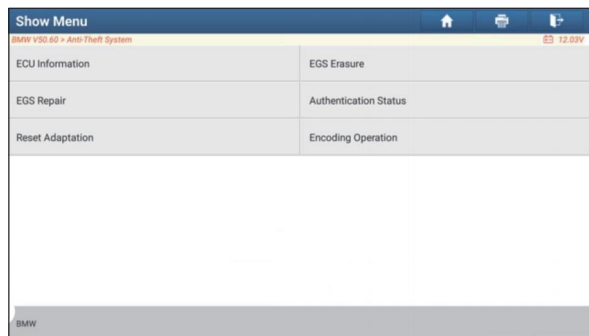 Show Menu
BMW V50.60 > Anti-Theft System 12.03V
ECU Information EGS Erasure
EGS Repair Authentication Status
Reset Adaptation Encoding Operation
BMW